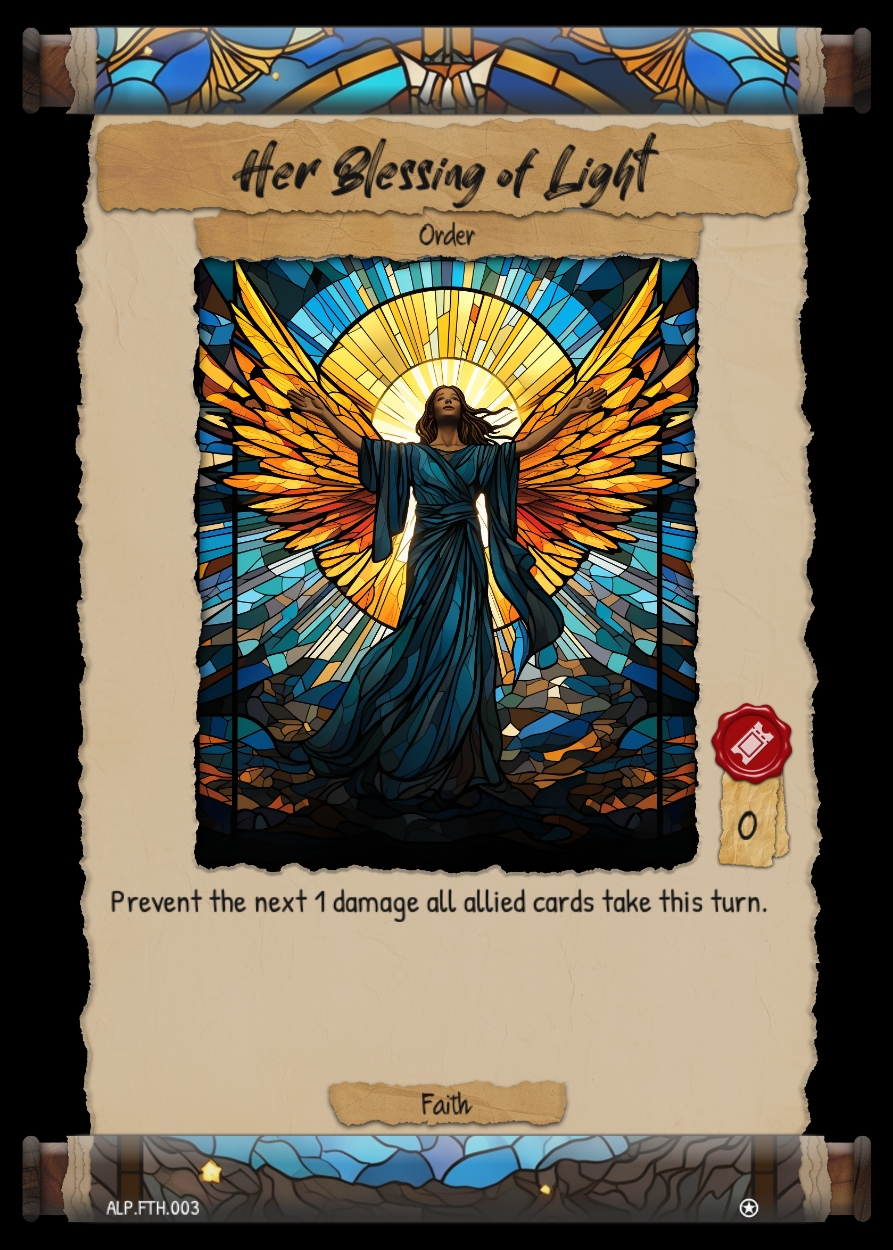 Her Blessing of Light
Order
0
Prevent the next 1 damage all allied cards take this turn.
Faith
ALP.FTH.003